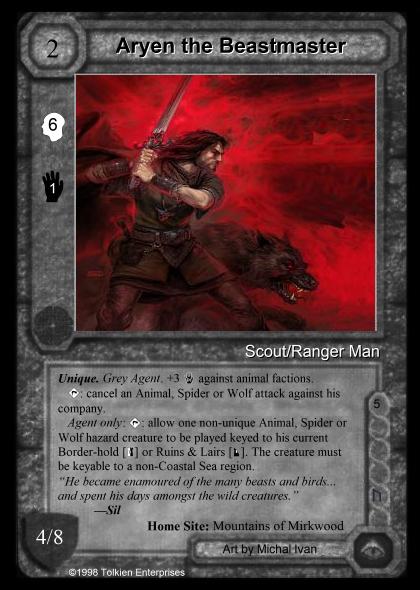 2
Aryen the Beastmaster
6
1
Scout/Ranger Man
Unique. Grey Agent. +3 against animal factions.
: cancel an Animal, Spider or Wolf attack against his
company.
Agent only: : allow one non-unique Animal, Spider or
Wolf hazard creature to be played keyed to his current
Border-hold [ ] or Ruins & Lairs [ ]. The creature must
be keyable to a non-Coastal Sea region.
“He became enamoured of the many beasts and birds...
and spent his days amongst the wild creatures.”
—Sil
5
4/8
Home Site: Mountains of Mirkwood
Art by Michal Ivan
©1998 Tolkien Enterprises